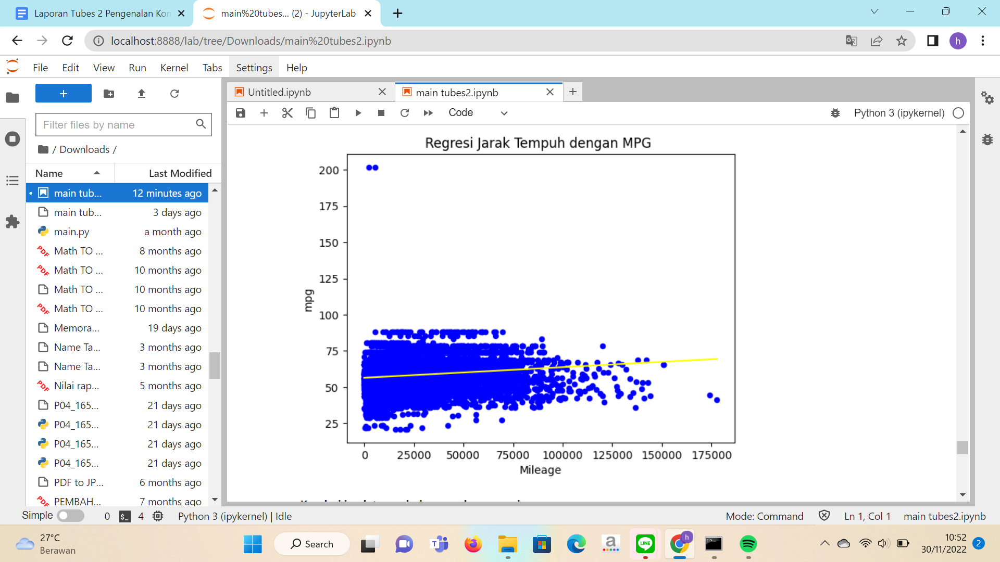 Laporan Tubes 2 Pengenalan Kon
main%20tubes... (2) - JupyterLab
localhost:8888/lab/tree/Downloads/main%20tubes2.ipynb
h
File Edit View Run Kernel Tabs Settings Help
Untitled.ipynb
main tubes2.ipynb
Code
Python 3 (ipykernel)
Filter files by name
/ Downloads /
Name Last Modified
main tub... 12 minutes ago
main tub... 3 days ago
main.py a month ago
PDF Math TO ... 8 months ago
PDF Math TO ... 10 months ago
Math TO ... 10 months ago
PDF Math TO ... 10 months ago
Memora... 19 days ago
Name Ta... 3 months ago
Name Ta... 3 months ago
PDF Nilai rap... 5 months ago
P04_165... 21 days ago
P04_165... 21 days ago
P04_165... 21 days ago
P04_165... 21 days ago
PDF to JP... 6 months ago
PDF PEMBAH... 7 months ago
Regresi Jarak Tempuh dengan MPG
200
175
150
125
100
75
50
25
mpg
0 25000 50000 75000 100000 125000 150000 175000
Mileage
Simple 0 $_ 4 Python 3 (ipykernel) | Idle
Mode: Command Ln 1, Col 1 main tubes2.ipynb
27°C
Berawan
Search
T
a
LINE
h
10:52
30/11/2022
2